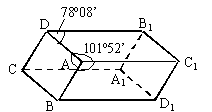 D 78°08′ B₁
101°52′
C A A₁ C₁
B D₁